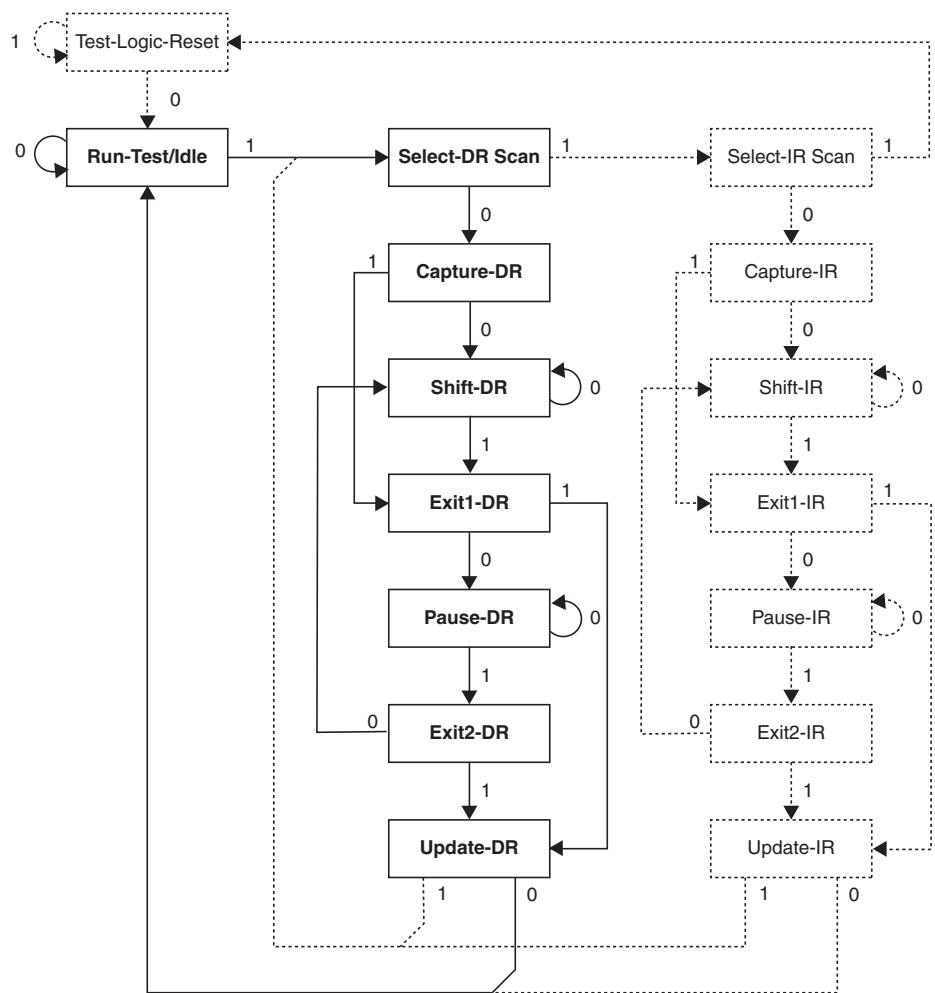 1 Test-Logic-Reset
0
0 Run-Test/Idle 1 Select-DR Scan 1 Select-IR Scan 1
0 0
1 Capture-DR 1 Capture-IR
0 0
Shift-DR 0 Shift-IR 0
1 1
Exit1-DR 1 Exit1-IR 1
0 0
Pause-DR 0 Pause-IR 0
1 1
0 Exit2-DR 0 Exit2-IR
1 1
Update-DR Update-IR
1 0 1 0